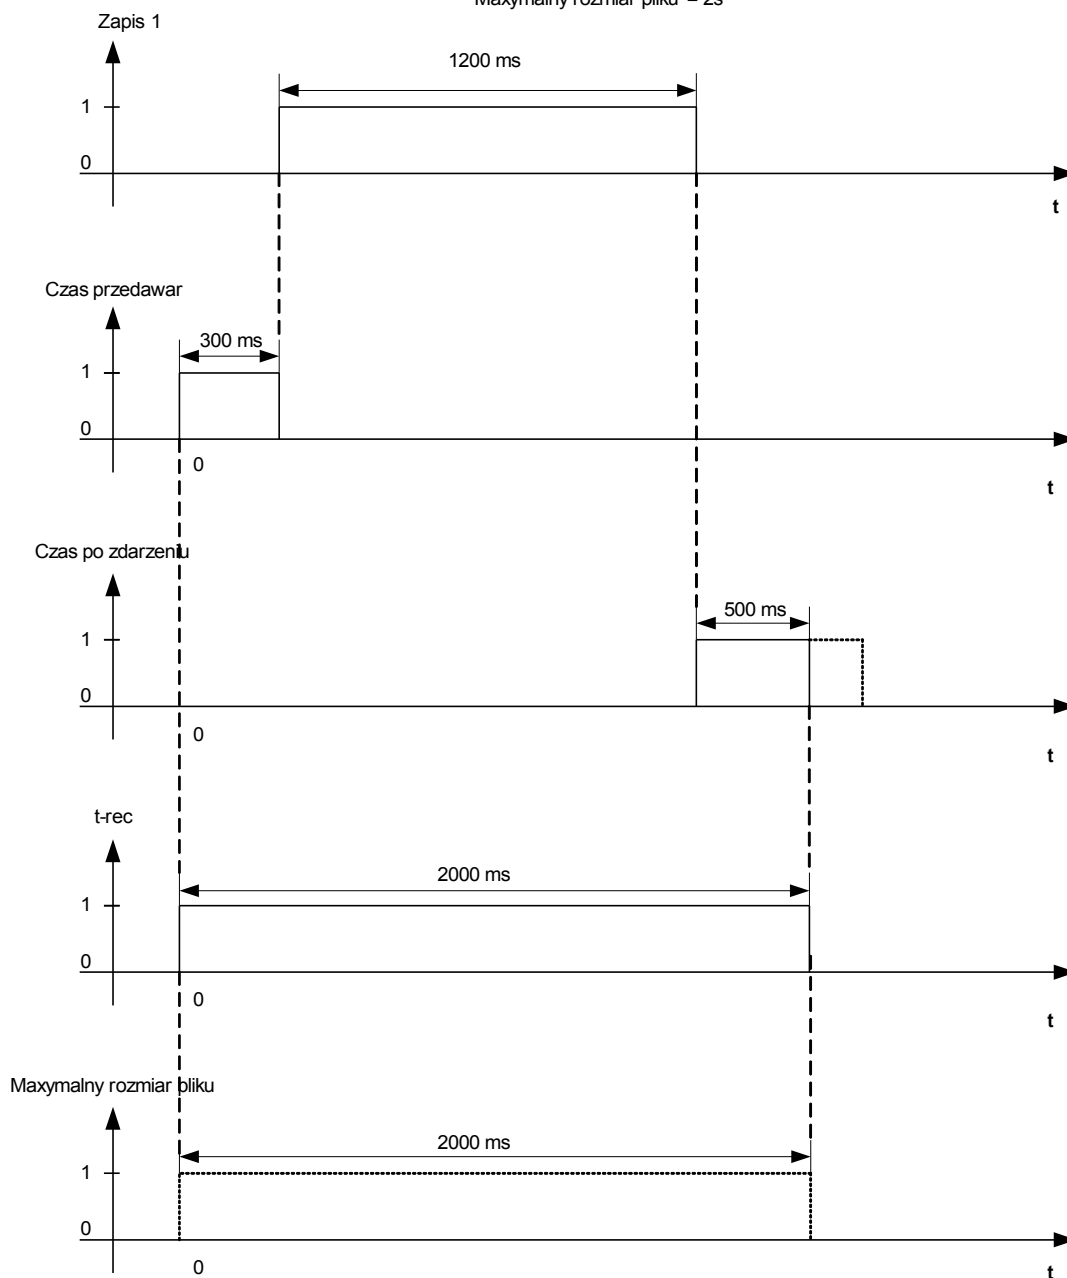 Maxymalny rozmiar pliku = 2s
Zapis 1
1200 ms
1
0
t
Czas przedawar
300 ms
1
0
0
t
Czas po zdarzeniu
500 ms
1
0
0
t
t-rec
2000 ms
1
0
0
t
Maxymalny rozmiar pliku
2000 ms
1
0
0
t